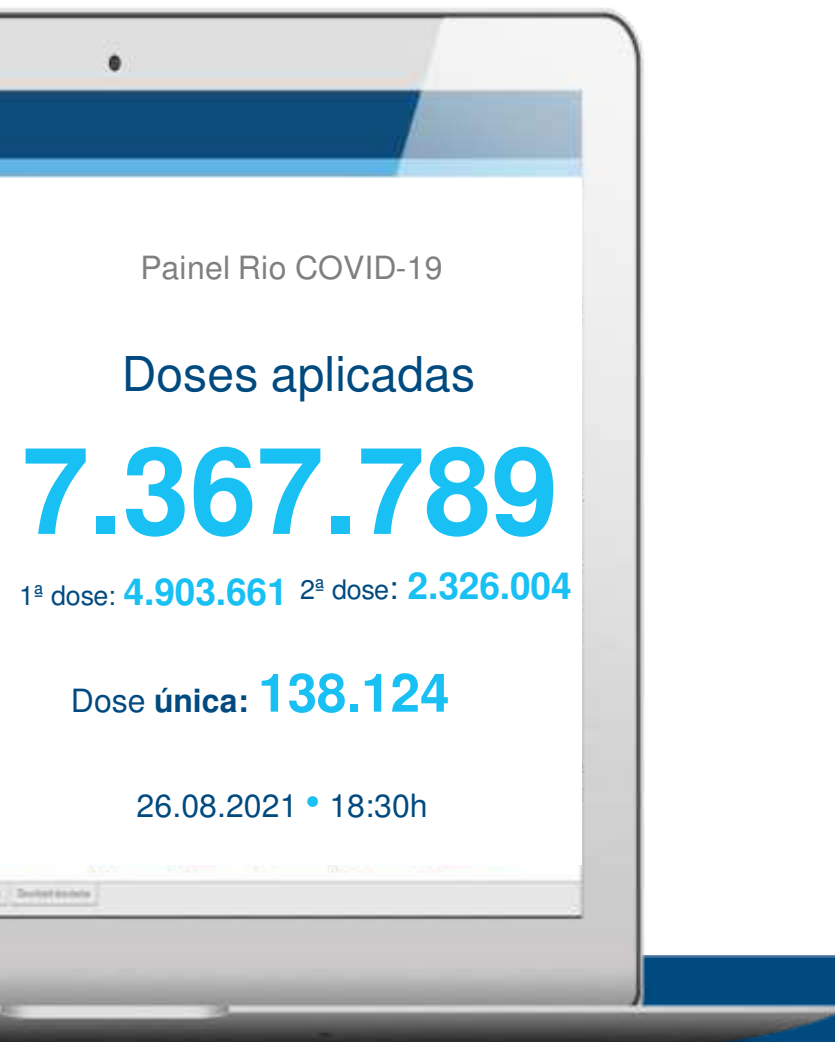 Painel Rio COVID-19
Doses aplicadas
7.367.789
1ª dose: 4.903.661 2ª dose: 2.326.004
Dose única: 138.124
26.08.2021 • 18:30h